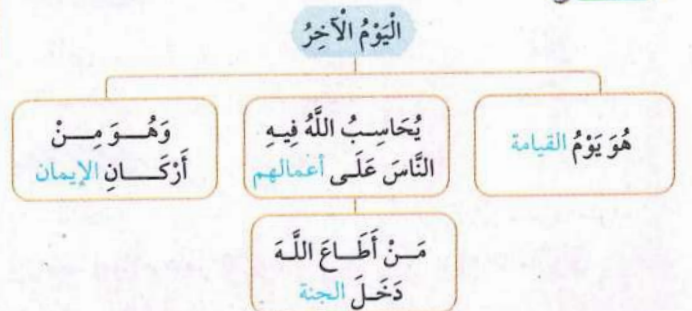 الْيَوْمُ الْآخِرُ
هُوَ يَوْمُ القيامة
يُحَاسِبُ اللَّهُ فِيهِ
النَّاسَ عَلَى أعمالهم
وَهُوَ مِنْ
أَرْكَانِ الإيمان
مَنْ أَطَاعَ اللَّهَ
دَخَلَ الجنة